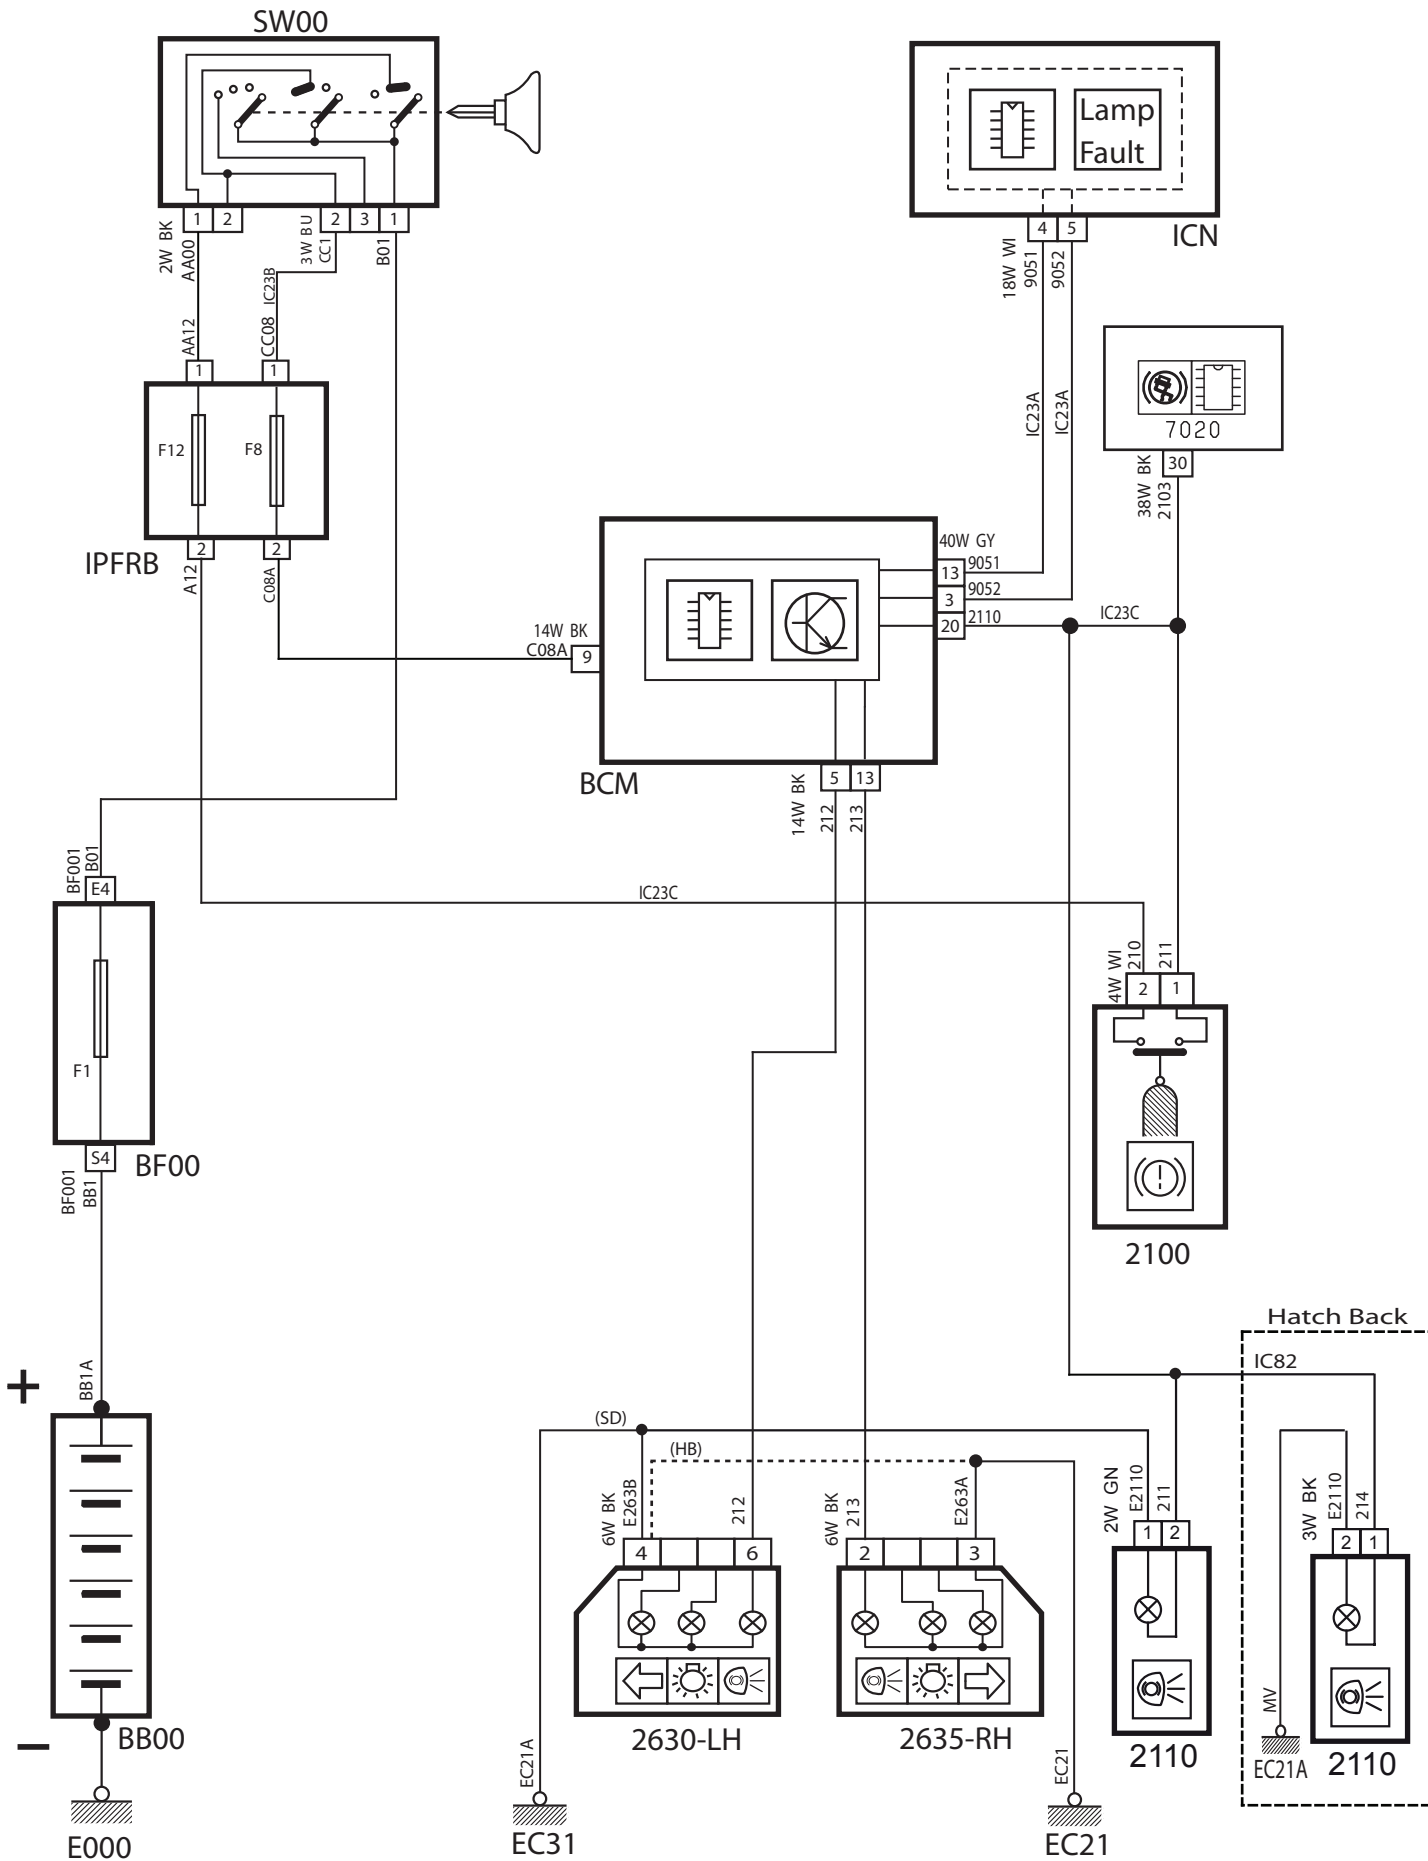 SW00
1
2
2
3
1
2W BK
AA00
3W BU
CC1
B01
IC23B
AA12
CC08
1
1
F12
F8
IPFRB
2
2
A12
C08A
Lamp
Fault
ICN
4
5
18W WI
9051
9052
IC23A
IC23A
7020
30
38W BK
2103
40W GY
13
9051
3
9052
20
2110
IC23C
14W BK
C08A
9
BCM
5
13
14W BK
212
213
BF001
B01
E4
F1
S4
BF00
BF001
BB1
IC23C
4W WI
210
211
2
1
2100
+
BB1A
BB00
−
E000
Hatch Back
IC82
(SD)
(HB)
6W BK
E263B
212
6W BK
213
E263A
4
6
2
3
2630-LH
2635-RH
EC21A
EC31
EC21
EC21
2W GN
E2110
211
1
2
2110
3W BK
E2110
214
2
1
MV
EC21A
2110